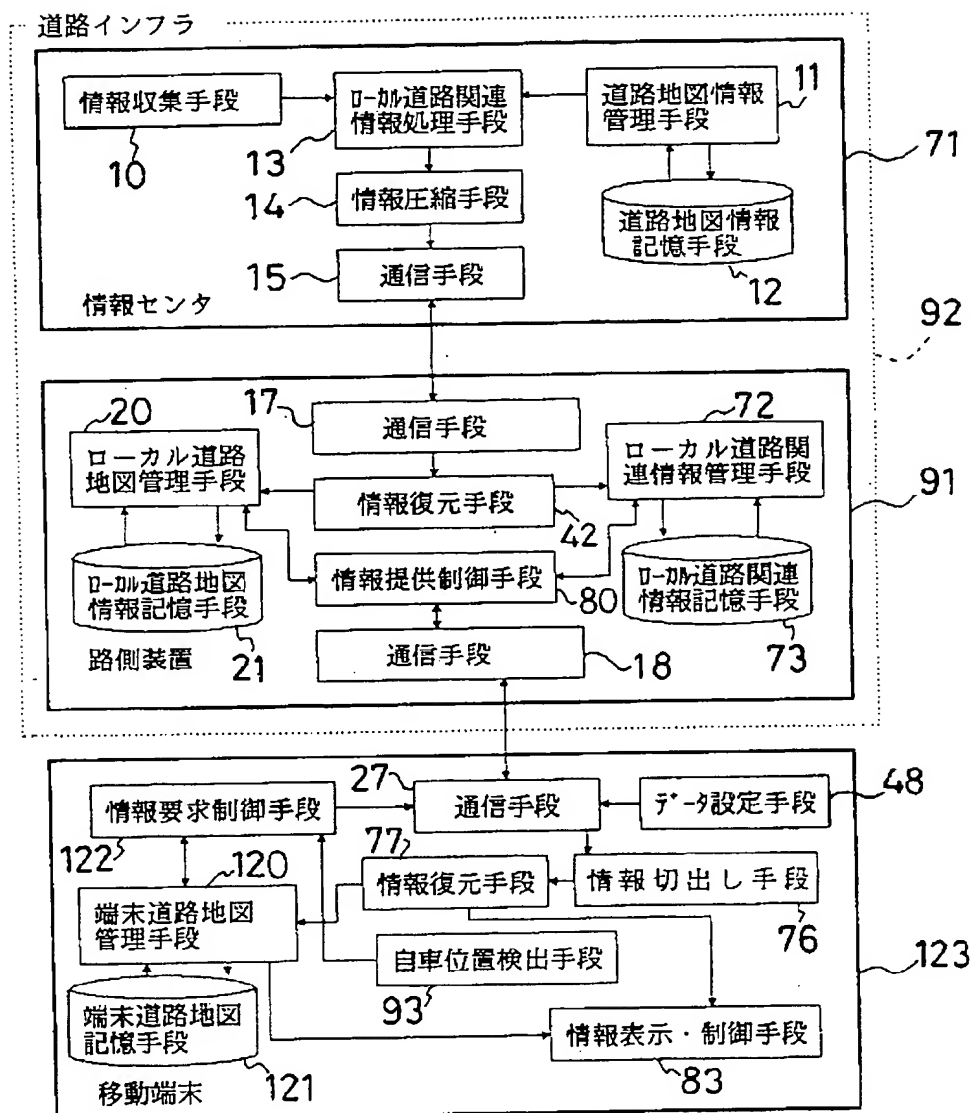 道路インフラ
情報収集手段
10
ローカル道路関連
情報処理手段
13
道路地図情報
管理手段
11
71
14
情報圧縮手段
道路地図情報
記憶手段
12
15
通信手段
情報センタ
92
17
通信手段
20
ローカル道路
地図管理手段
72
ローカル道路関
連情報管理手段
91
情報復元手段
42
ローカル道路地図
情報記憶手段
21
情報提供制御手段
80
ローカル道路関連
情報記憶手段
73
路側装置
通信手段
18
27
通信手段
データ設定手段
48
情報要求制御手段
122
77
情報復元手段
情報切出し手段
76
120
端末道路地図
管理手段
自車位置検出手段
93
123
端末道路地図
記憶手段
121
情報表示・制御手段
83
移動端末